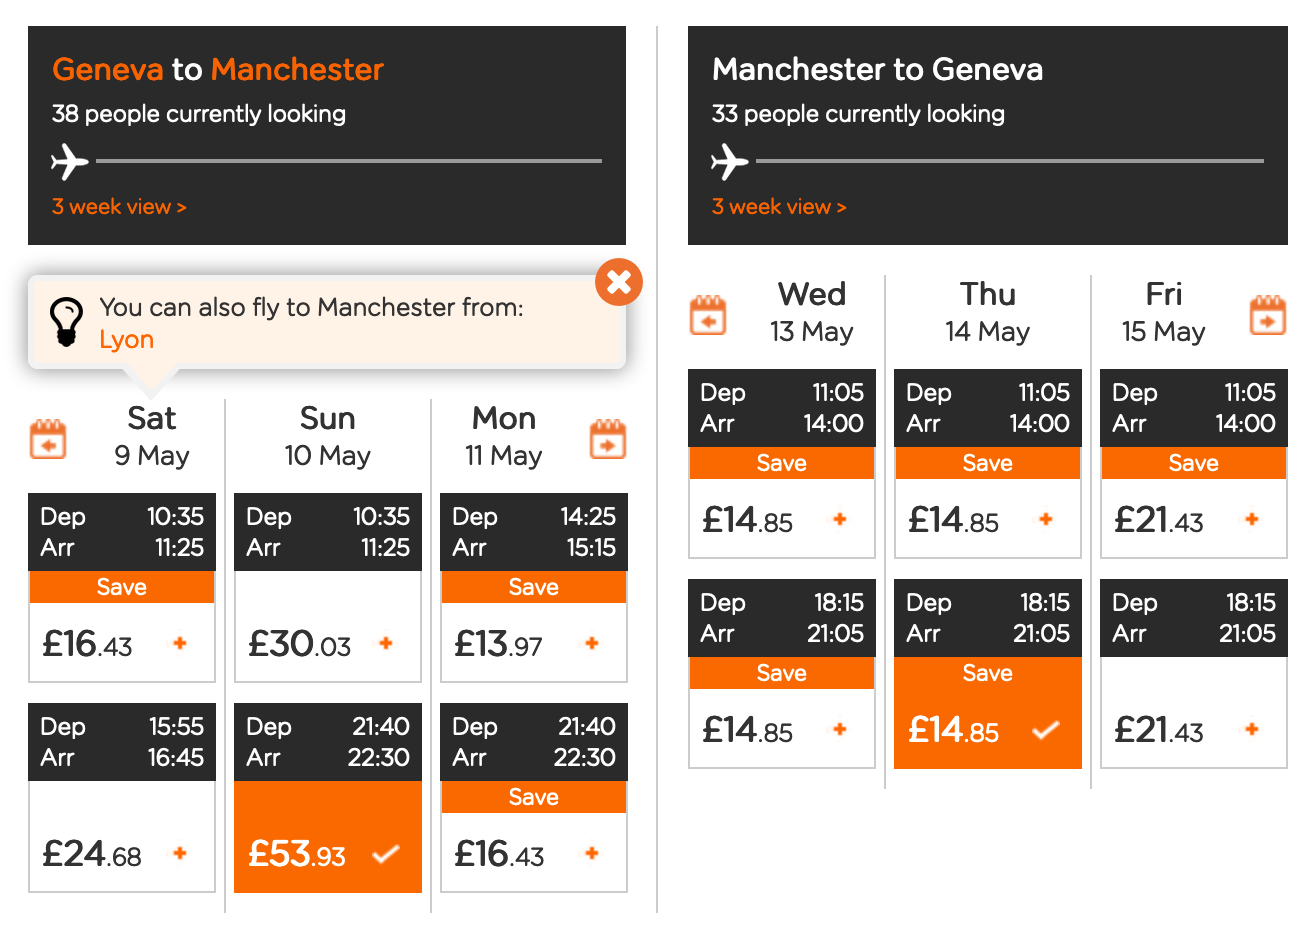 Geneva to Manchester
38 people currently looking
3 week view >
You can also fly to Manchester from:
Lyon
Sat
9 May
Sun
10 May
Mon
11 May
Dep 10:35
Arr 11:25
Save
£16.43 +
Dep 10:35
Arr 11:25
£30.03 +
Dep 14:25
Arr 15:15
Save
£13.97 +
Dep 15:55
Arr 16:45
£24.68 +
Dep 21:40
Arr 22:30
£53.93
Dep 21:40
Arr 22:30
Save
£16.43 +
Manchester to Geneva
33 people currently looking
3 week view >
Wed
13 May
Thu
14 May
Fri
15 May
Dep 11:05
Arr 14:00
Save
£14.85 +
Dep 11:05
Arr 14:00
Save
£14.85 +
Dep 11:05
Arr 14:00
Save
£21.43 +
Dep 18:15
Arr 21:05
Save
£14.85 +
Dep 18:15
Arr 21:05
Save
£14.85
Dep 18:15
Arr 21:05
£21.43 +